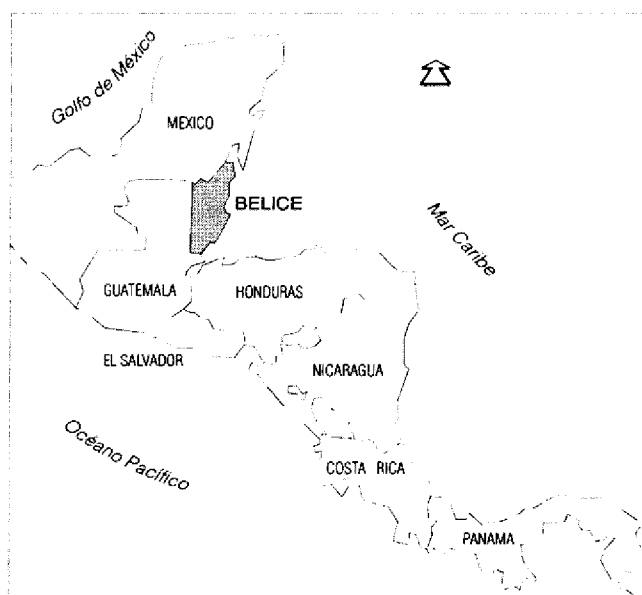 Golfo de México
MEXICO
BELICE
Mar Caribe
GUATEMALA
HONDURAS
EL SALVADOR
NICARAGUA
Océano Pacífico
COSTA RICA
PANAMA